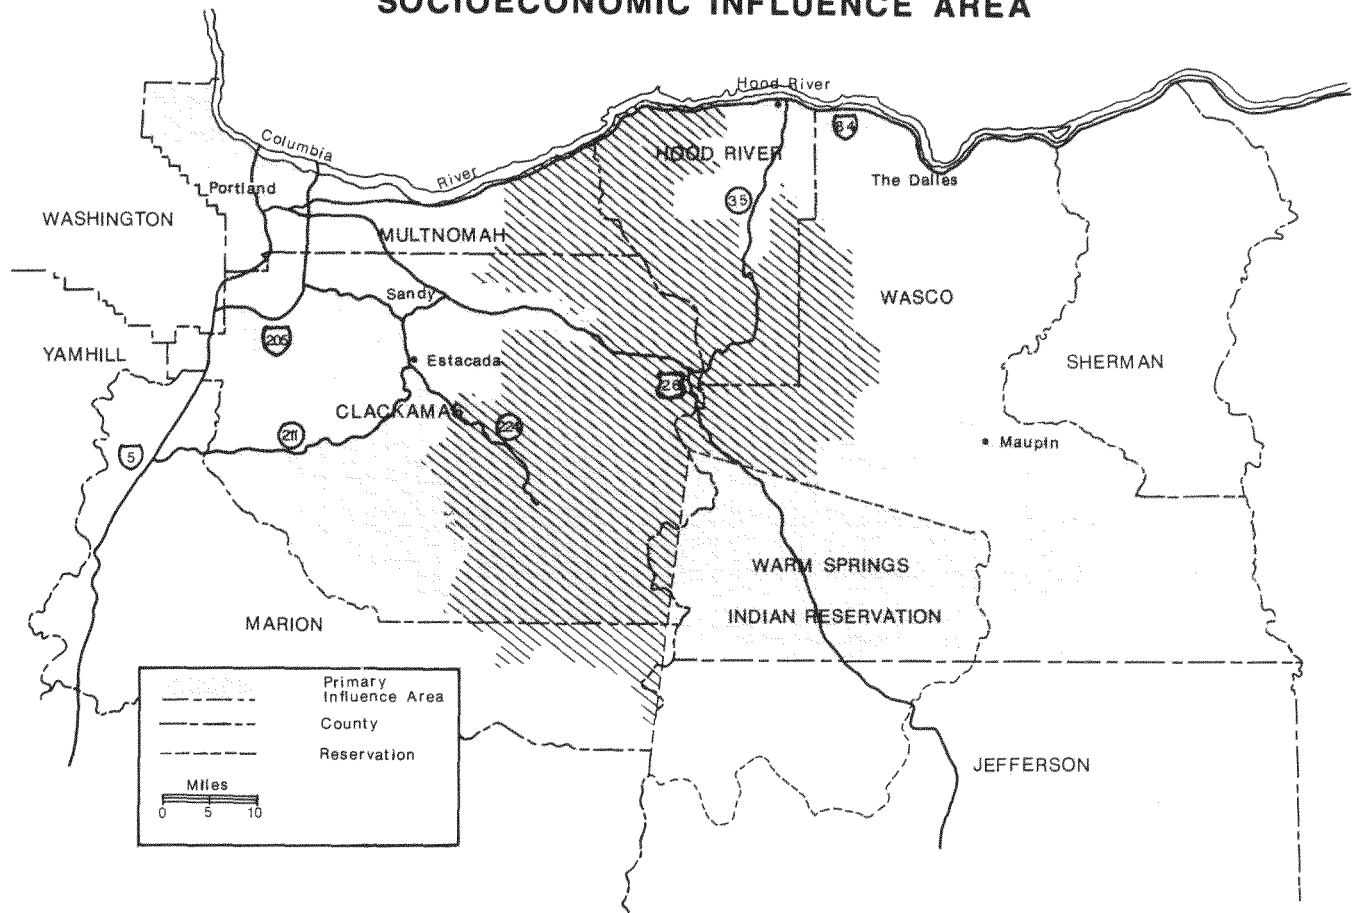 SOCIOECONOMIC INFLUENCE AREA
Hood River
84
Columbia
River
HOOD RIVER
Portland
The Dalles
35
WASHINGTON
MULTNOMAH
Sandy
WASCO
205
YAMHILL
Estacada
SHERMAN
26
CLACKAMAS
224
211
Maupin
5
WARM SPRINGS
INDIAN RESERVATION
MARION
Primary
Influence Area
County
Reservation
Miles
0 5 10
JEFFERSON